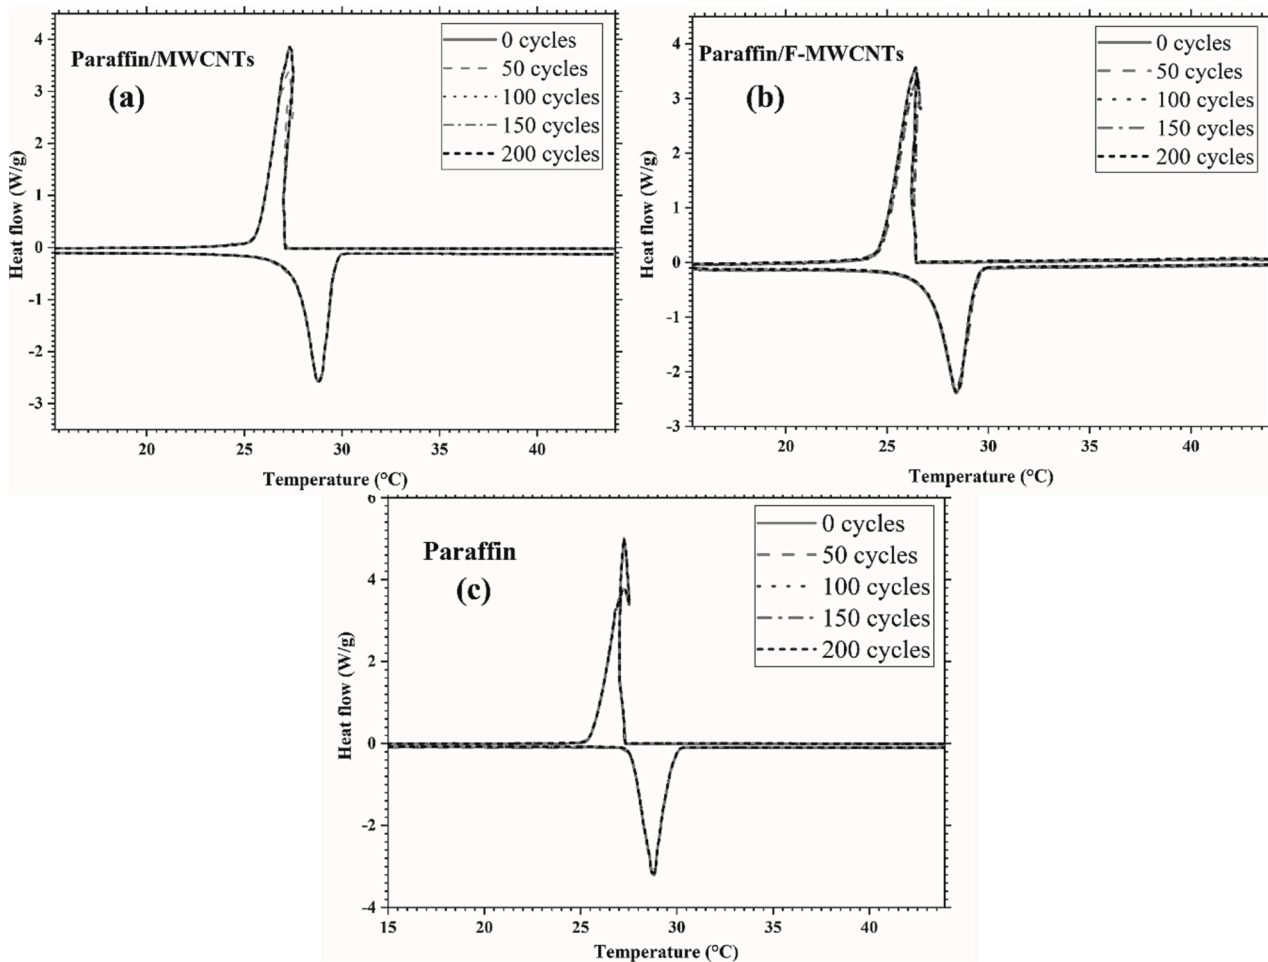 Paraffin/MWCNTs
(a)
0 cycles
50 cycles
100 cycles
150 cycles
200 cycles
Heat flow (W/g)
4
3
2
1
0
-1
-2
-3
20
25
30
35
40
Temperature (°C)
Paraffin/F-MWCNTs
(b)
0 cycles
50 cycles
100 cycles
150 cycles
200 cycles
Heat flow (W/g)
4
3
2
1
0
-1
-2
-3
20
25
30
35
40
Temperature (°C)
Paraffin
(c)
0 cycles
50 cycles
100 cycles
150 cycles
200 cycles
Heat flow (W/g)
6
4
2
0
-2
-4
15
20
25
30
35
40
Temperature (°C)